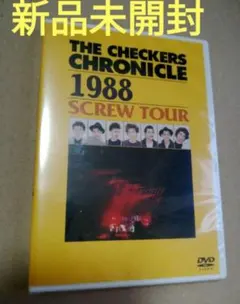 新品未開封
THE CHECKERS
CHRONICLE
1988
SCREW TOUR
DVD